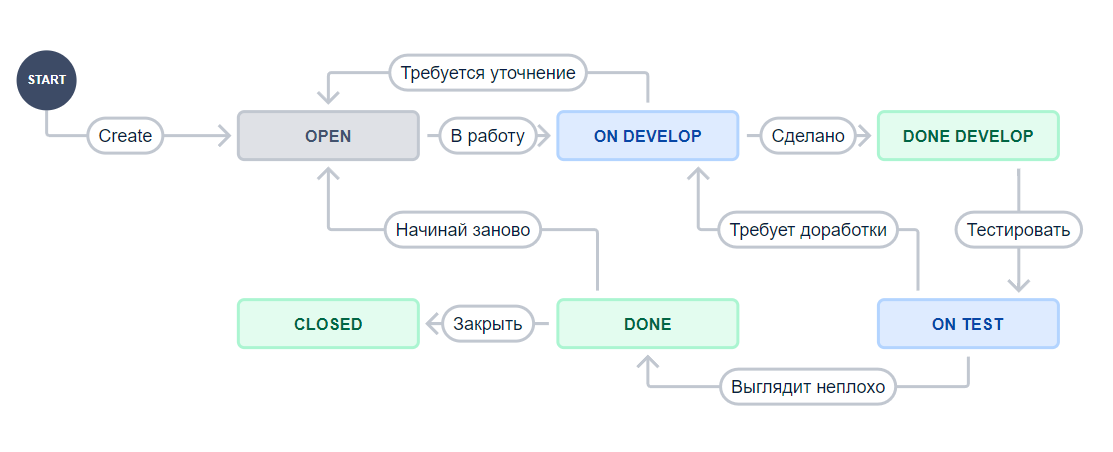 START
Требуется уточнение
Create
OPEN
В работу
ON DEVELOP
Сделано
DONE DEVELOP
Начинай заново
Требует доработки
Тестировать
CLOSED
Закрыть
DONE
ON TEST
Выглядит неплохо